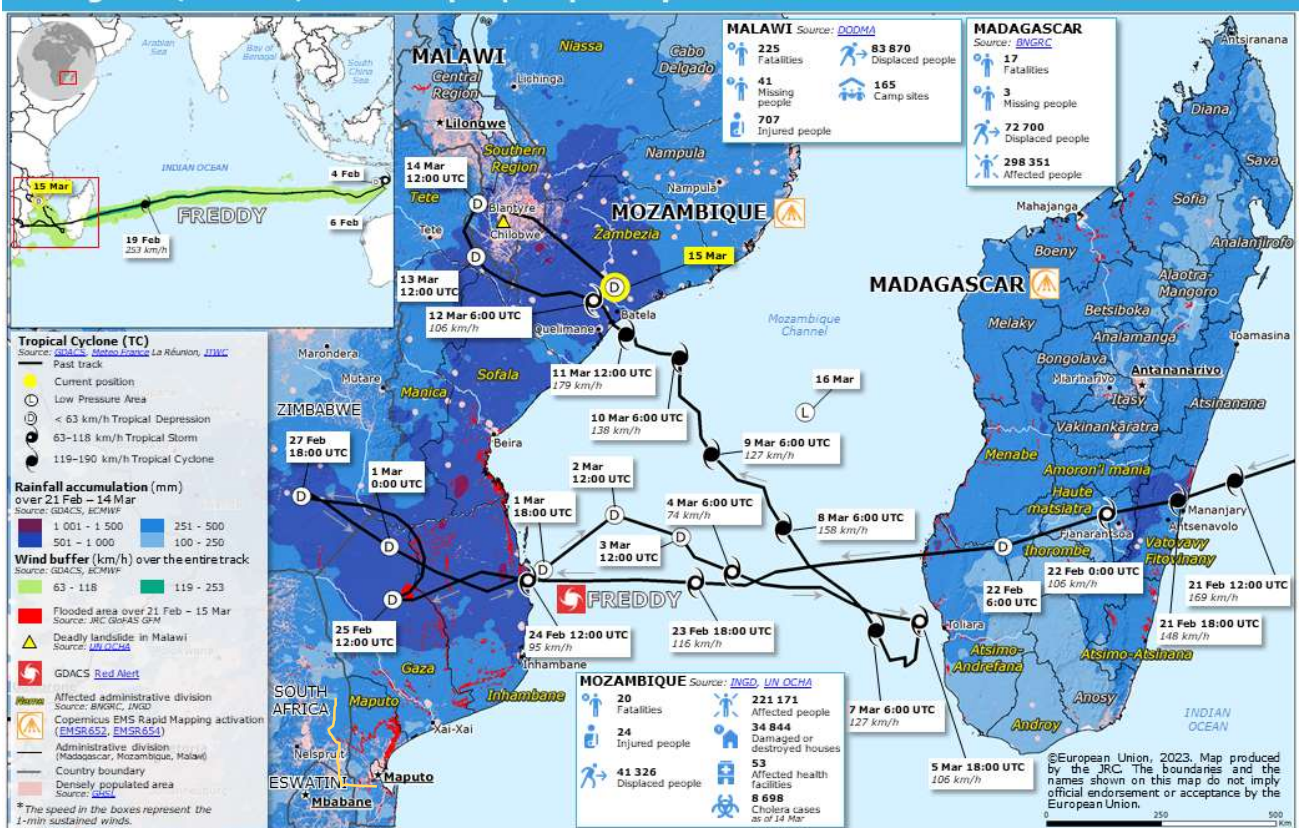 Arabian
Sea
Bay of
Bengal
South
China
Sea
INDIAN OCEAN
4 Feb
15 Mar
FREDDY
6 Feb
19 Feb
253 km/h
Tropical Cyclone (TC)
Source: GDACS, Meteo France La Réunion, JTWC
Past track
Current position
L Low Pressure Area
D < 63 km/h Tropical Depression
63–118 km/h Tropical Storm
119–190 km/h Tropical Cyclone
Rainfall accumulation (mm)
over 21 Feb – 14 Mar
Source: GDACS, ECMWF
1 001 - 1 500
251 - 500
501 - 1 000
100 - 250
Wind buffer (km/h) over the entire track
Source: GDACS, ECMWF
63 - 118
119 - 253
Flooded area over 21 Feb – 15 Mar
Source: JRC GloFAS GFM
Deadly landslide in Malawi
Source: UN OCHA
GDACS Red Alert
Name Affected administrative division
Source: BNGRC, INGD
Copernicus EMS Rapid Mapping activation
(EMSR652, EMSR654)
Administrative division
(Madagascar, Mozambique, Malawi)
Country boundary
Densely populated area
Source: GHSL
*The speed in the boxes represent the
1-min sustained winds.
MALAWI Source: DODMA
225
Fatalities
83 870
Displaced people
41
Missing
people
165
Camp sites
707
Injured people
MADAGASCAR
Source: BNGRC
17
Fatalities
3
Missing people
72 700
Displaced people
298 351
Affected people
MALAWI
Central
Region
Lilongwe
Southern
Region
Niassa
Lichinga
Cabo
Delgado
Nampula
Nampula
14 Mar
12:00 UTC
D
Tete
Tete
Blantyre
Chilobwe
MOZAMBIQUE
Zambezia
13 Mar
12:00 UTC
D
15 Mar
D
12 Mar 6:00 UTC
106 km/h
Batela
Quelimane
Mozambique
Channel
11 Mar 12:00 UTC
179 km/h
10 Mar 6:00 UTC
138 km/h
16 Mar
L
9 Mar 6:00 UTC
127 km/h
8 Mar 6:00 UTC
158 km/h
Marondera
Mutare
Manica
Sofala
ZIMBABWE
Beira
27 Feb
18:00 UTC
D
1 Mar
0:00 UTC
D
1 Mar
18:00 UTC
D
2 Mar
12:00 UTC
D
3 Mar
12:00 UTC
D
4 Mar 6:00 UTC
74 km/h
25 Feb
12:00 UTC
D
FREDDY
24 Feb 12:00 UTC
95 km/h
23 Feb 18:00 UTC
116 km/h
Inhambane
Gaza
Inhambane
SOUTH
AFRICA
Maputo
Xai-Xai
Nelspruit
ESWATINI
Maputo
Mbabane
7 Mar 6:00 UTC
127 km/h
5 Mar 18:00 UTC
106 km/h
MOZAMBIQUE Source: INGD, UN OCHA
20
Fatalities
221 171
Affected people
24
Injured people
34 844
Damaged or
destroyed houses
41 326
Displaced people
53
Affected health
facilities
8 698
Cholera cases
as of 14 Mar
Antsiranana
Diana
Sava
Sofia
Mahajanga
Boeny
Analanjirofo
MADAGASCAR
Alaotra-
Mangoro
Betsiboka
Melaky
Analamanga
Toamasina
Bongolava
Antananarivo
Miarinarivo
Itasy
Atsinanana
Vakinankaratra
Menabe
Amoron'i mania
Haute
matsiatra
Mananjary
Fianarantsoa
Antsenavolo
D
Ihorombe
Vatovavy
Fitovinany
22 Feb 0:00 UTC
106 km/h
22 Feb
6:00 UTC
21 Feb 12:00 UTC
169 km/h
21 Feb 18:00 UTC
148 km/h
Toliara
Atsimo-
Andrefana
Atsimo-Atsinana
Anosy
Androy
INDIAN
OCEAN
©European Union, 2023. Map produced
by the JRC. The boundaries and the
names shown on this map do not imply
official endorsement or acceptance by the
European Union.
0 250 500
Km